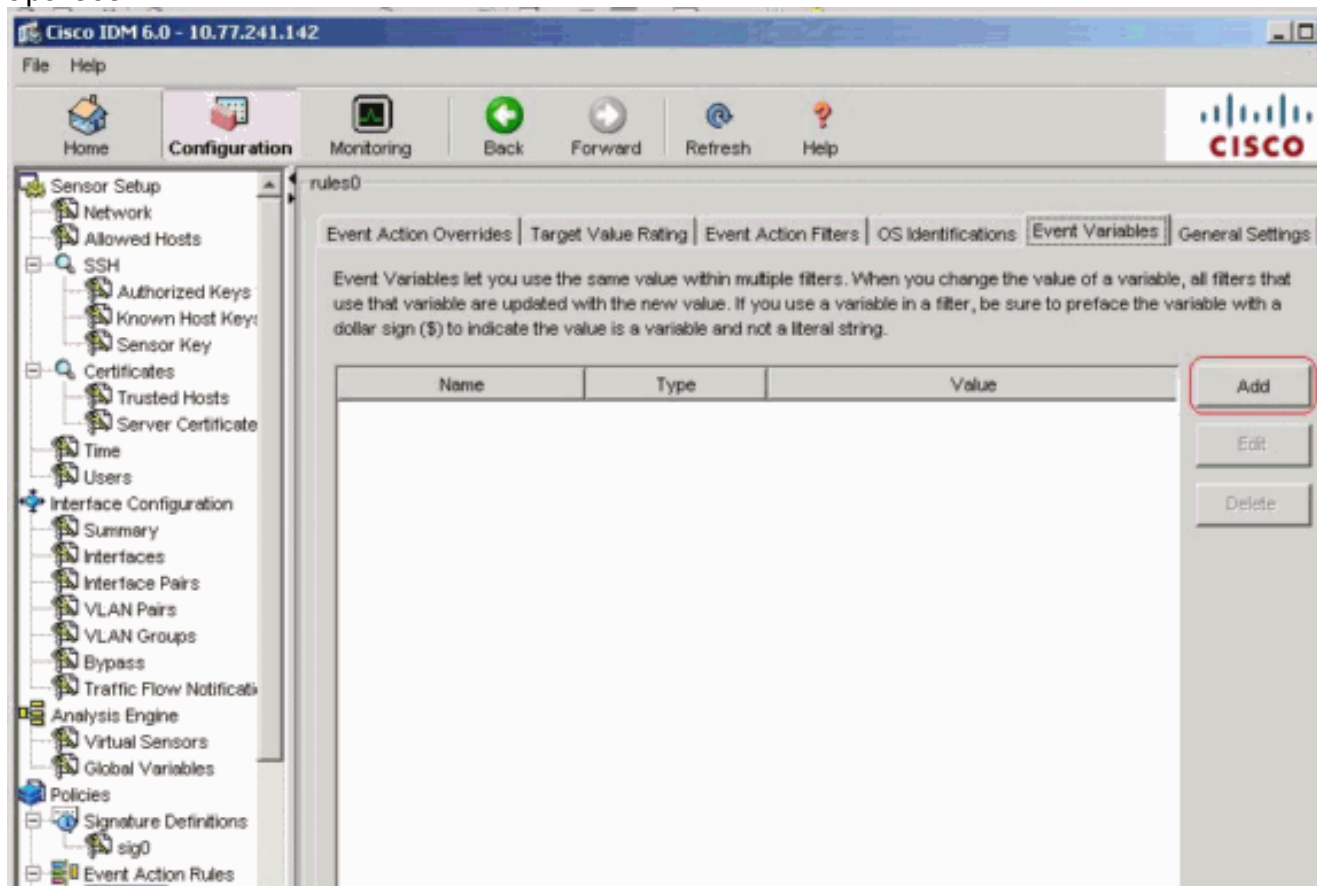 Cisco IDM 6.0 - 10.77.241.142
File Help
Home Configuration Monitoring Back Forward Refresh Help
CISCO
Sensor Setup
Network
Allowed Hosts
SSH
Authorized Keys
Known Host Keys
Sensor Key
Certificates
Trusted Hosts
Server Certificate
Time
Users
Interface Configuration
Summary
Interfaces
Interface Pairs
VLAN Pairs
VLAN Groups
Bypass
Traffic Flow Notificati
Analysis Engine
Virtual Sensors
Global Variables
Policies
Signature Definitions
sig0
Event Action Rules
rules0
Event Action Overrides Target Value Rating Event Action Filters OS Identifications Event Variables General Settings
Event Variables let you use the same value within multiple filters. When you change the value of a variable, all filters that
use that variable are updated with the new value. If you use a variable in a filter, be sure to preface the variable with a
dollar sign ($) to indicate the value is a variable and not a literal string.
Name Type Value
Add
Edit
Delete